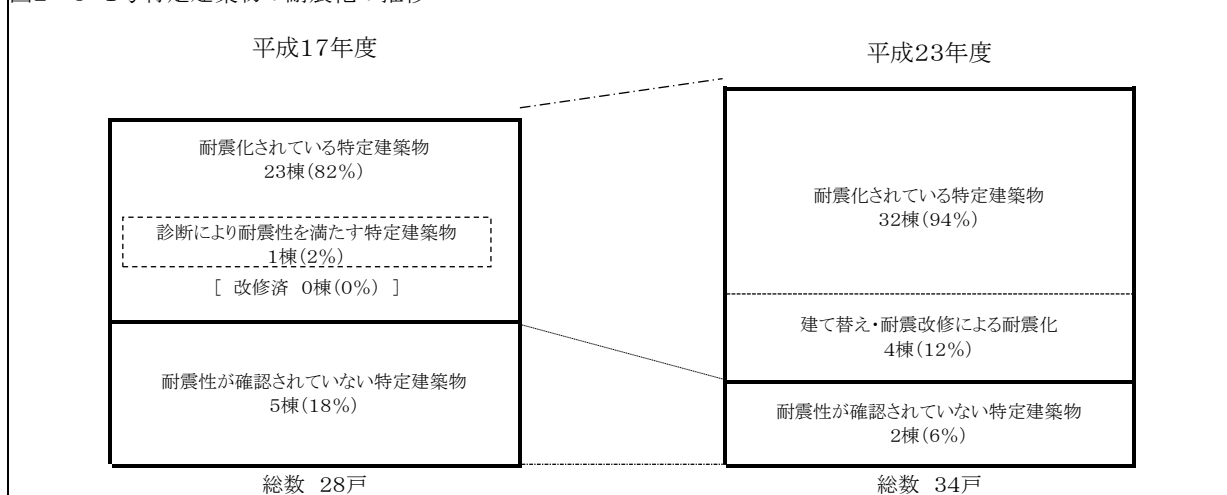 平成17年度
平成23年度
耐震化されている特定建築物
23棟(82%)
診断により耐震性を満たす特定建築物
1棟(2%)
[ 改修済 0棟(0%) ]
耐震性が確認されていない特定建築物
5棟(18%)
総数 28戸
耐震化されている特定建築物
32棟(94%)
建て替え・耐震改修による耐震化
4棟(12%)
耐震性が確認されていない特定建築物
2棟(6%)
総数 34戸